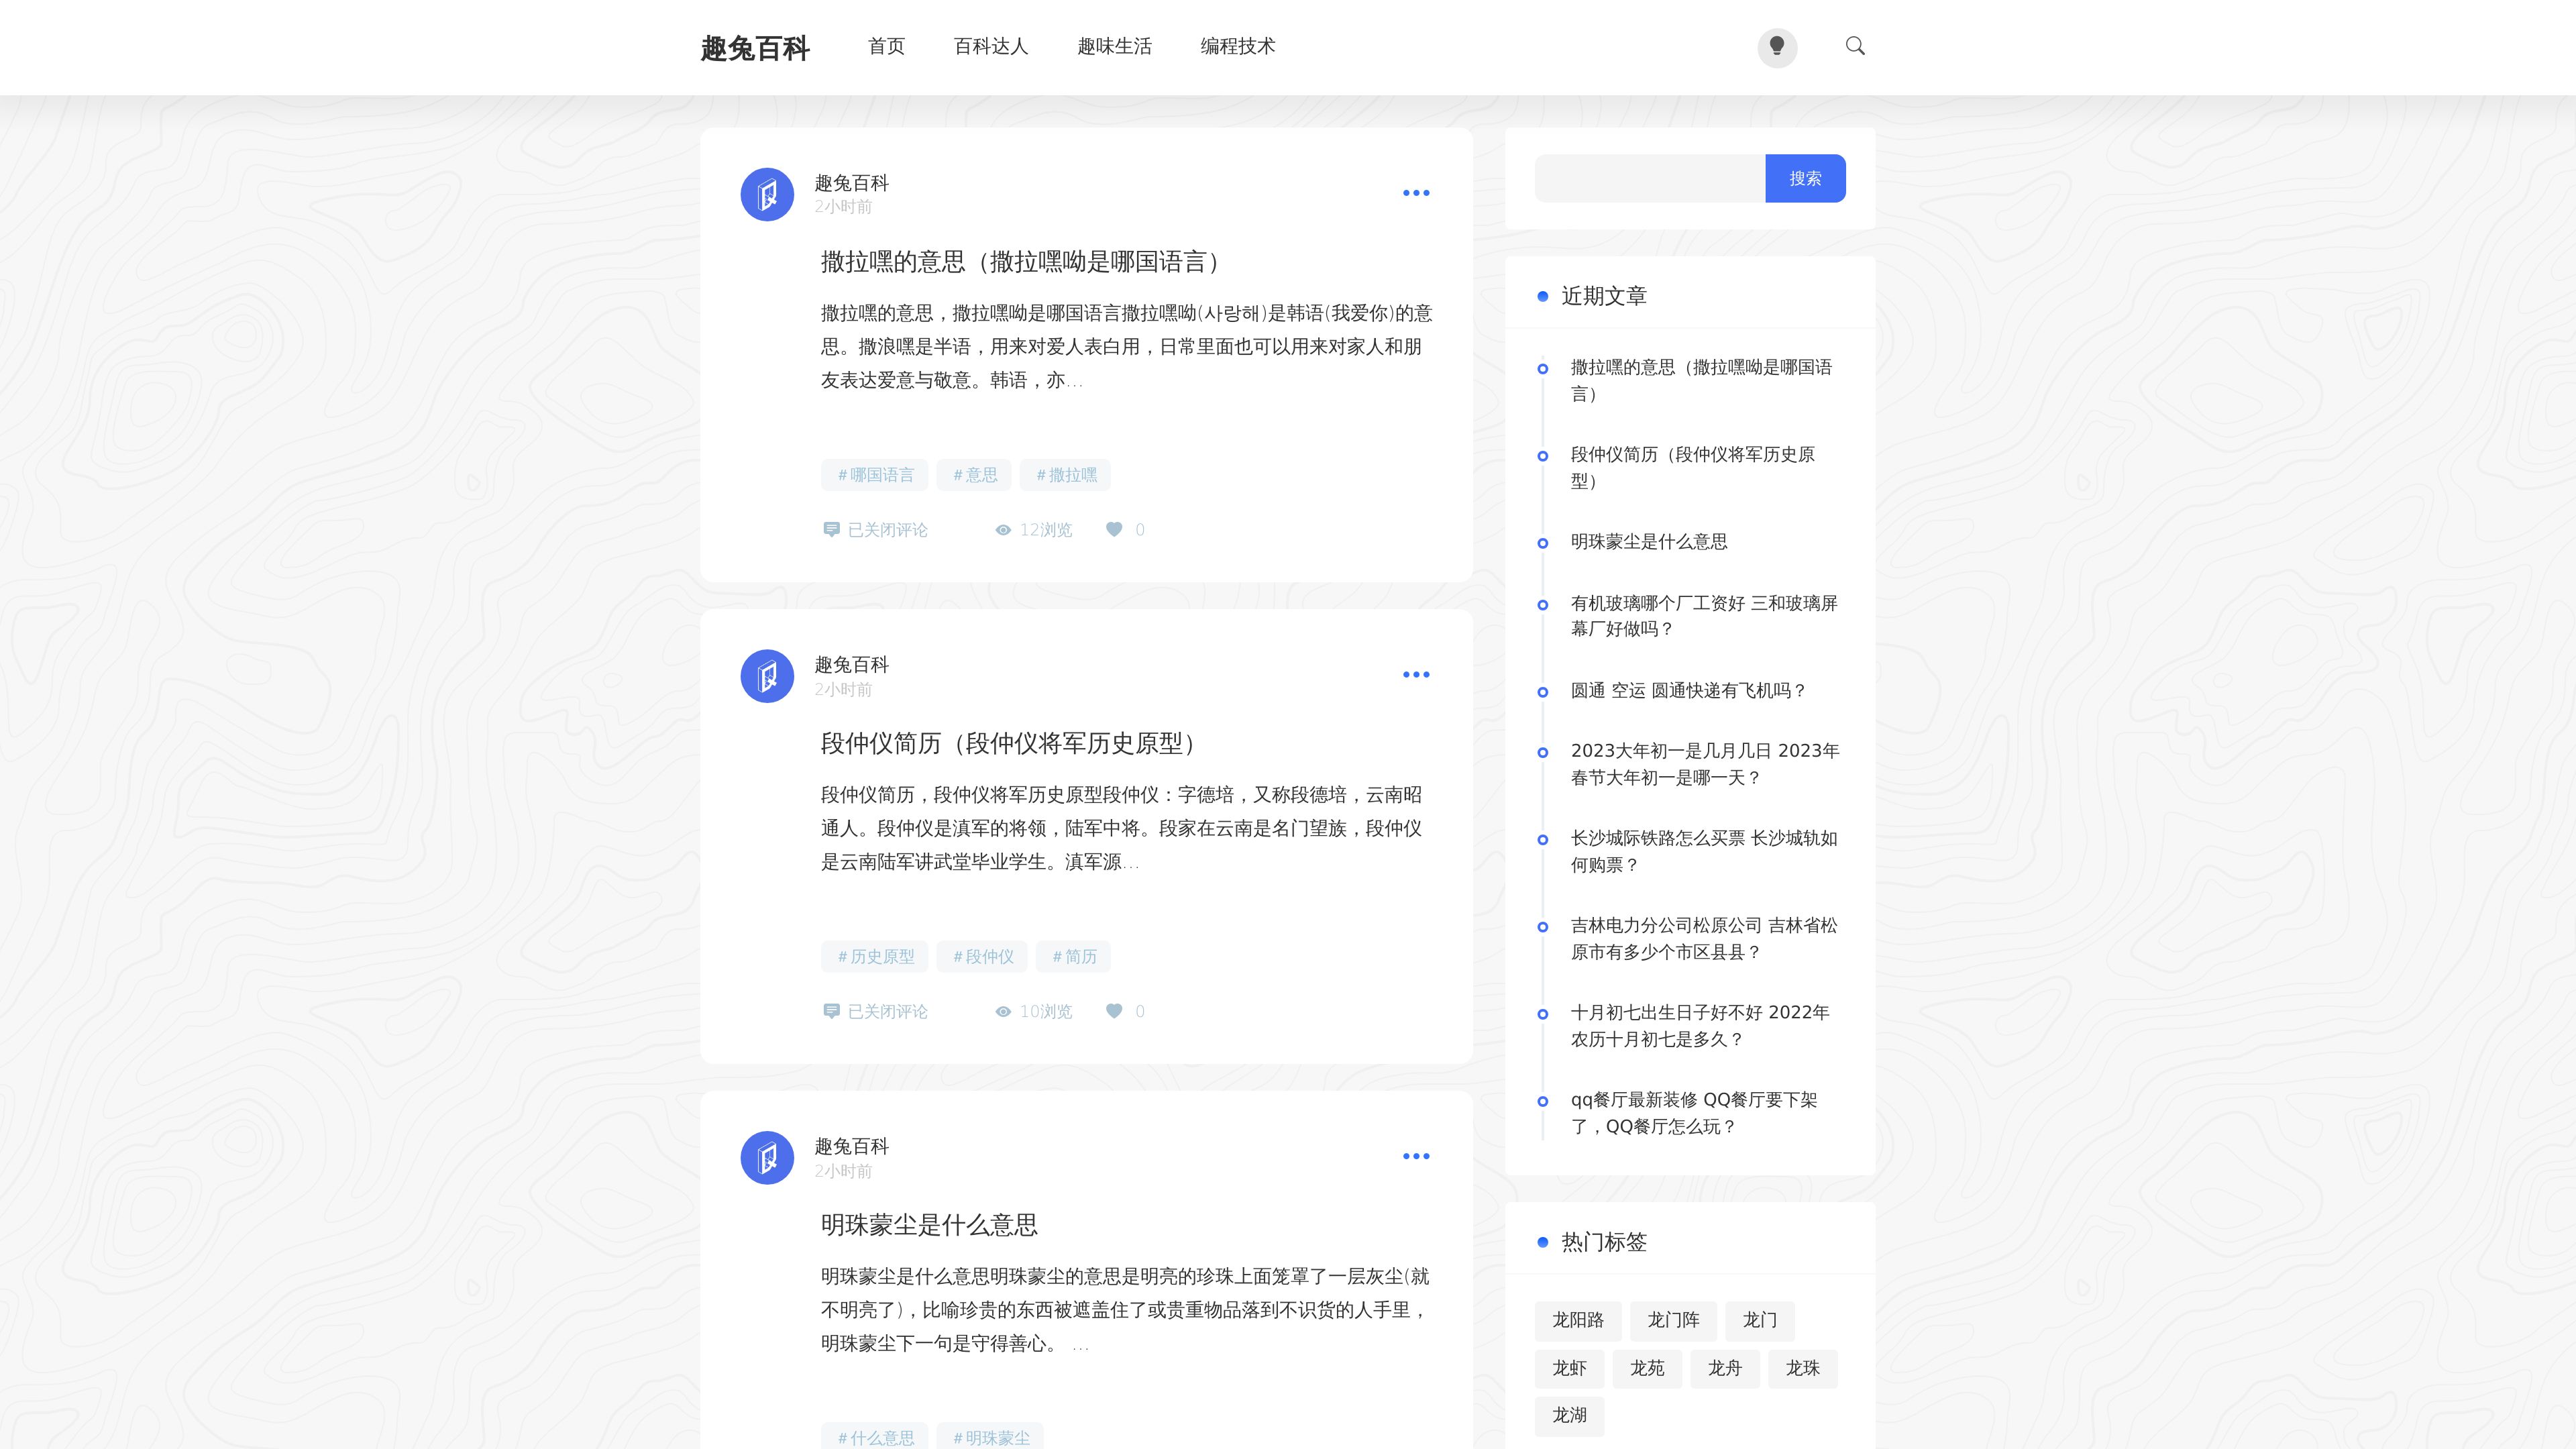 趣兔百科
首页 百科达人 趣味生活 编程技术
趣兔百科
2小时前
撒拉嘿的意思（撒拉嘿呦是哪国语言）
撒拉嘿的意思，撒拉嘿呦是哪国语言撒拉嘿呦(사랑해)是韩语(我爱你)的意
思。撒浪嘿是半语，用来对爱人表白用，日常里面也可以用来对家人和朋
友表达爱意与敬意。韩语，亦...
#哪国语言 #意思 #撒拉嘿
已关闭评论 12浏览 0
趣兔百科
2小时前
段仲仪简历（段仲仪将军历史原型）
段仲仪简历，段仲仪将军历史原型段仲仪：字德培，又称段德培，云南昭
通人。段仲仪是滇军的将领，陆军中将。段家在云南是名门望族，段仲仪
是云南陆军讲武堂毕业学生。滇军源...
#历史原型 #段仲仪 #简历
已关闭评论 10浏览 0
趣兔百科
2小时前
明珠蒙尘是什么意思
明珠蒙尘是什么意思明珠蒙尘的意思是明亮的珍珠上面笼罩了一层灰尘(就
不明亮了)，比喻珍贵的东西被遮盖住了或贵重物品落到不识货的人手里，
明珠蒙尘下一句是守得善心。 ...
#什么意思 #明珠蒙尘
搜索
近期文章
撒拉嘿的意思（撒拉嘿呦是哪国语
言）
段仲仪简历（段仲仪将军历史原
型）
明珠蒙尘是什么意思
有机玻璃哪个厂工资好 三和玻璃屏
幕厂好做吗？
圆通 空运 圆通快递有飞机吗？
2023大年初一是几月几日 2023年
春节大年初一是哪一天？
长沙城际铁路怎么买票 长沙城轨如
何购票？
吉林电力分公司松原公司 吉林省松
原市有多少个市区县县？
十月初七出生日子好不好 2022年
农历十月初七是多久？
qq餐厅最新装修 QQ餐厅要下架
了，QQ餐厅怎么玩？
热门标签
龙阳路 龙门阵 龙门
龙虾 龙苑 龙舟 龙珠
龙湖